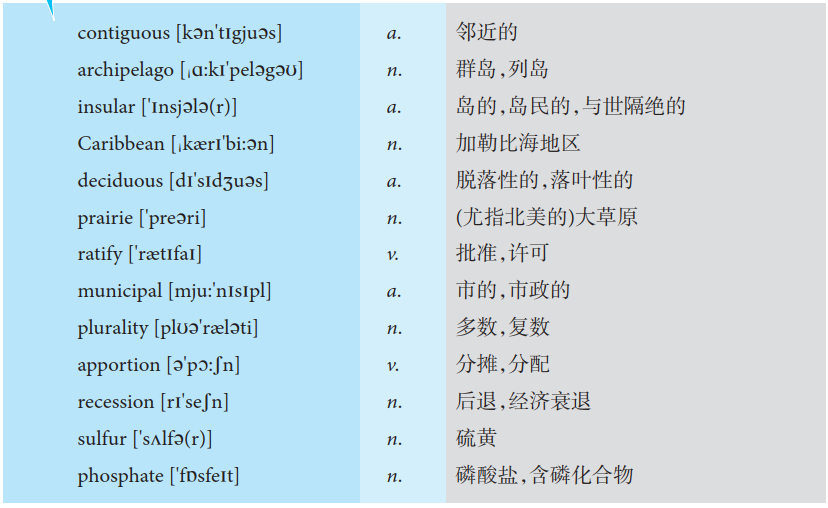 contiguous [kən'tɪgjuəs] a. 邻近的
archipelago [ˌɑ:kɪ'peləgəʊ] n. 群岛,列岛
insular ['ɪnsjələ(r)] a. 岛的,岛民的,与世隔绝的
Caribbean [ˌkærɪ'bi:ən] n. 加勒比海地区
deciduous [dɪ'sɪdʒuəs] a. 脱落性的,落叶性的
prairie ['preəri] n. (尤指北美的)大草原
ratify ['rætɪfaɪ] v. 批准,许可
municipal [mju:'nɪsɪpl] a. 市的,市政的
plurality [plʊə'ræləti] n. 多数,复数
apportion [ə'pɔ:ʃn] v. 分摊,分配
recession [rɪ'seʃn] n. 后退,经济衰退
sulfur ['sʌlfə(r)] n. 硫黄
phosphate ['fɒsfeɪt] n. 磷酸盐,含磷化合物